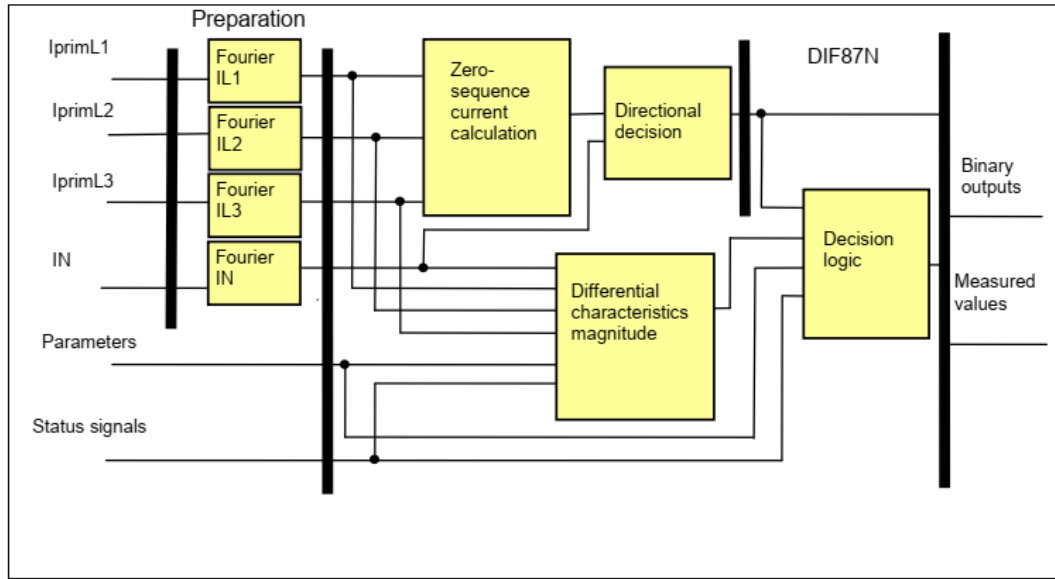 Preparation
IprimL1
Fourier
IL1
IprimL2
Fourier
IL2
IprimL3
Fourier
IL3
IN
Fourier
IN
Parameters
Status signals
Zero-
sequence
current
calculation
Directional
decision
DIF87N
Differential
characteristics
magnitude
Decision
logic
Binary
outputs
Measured
values